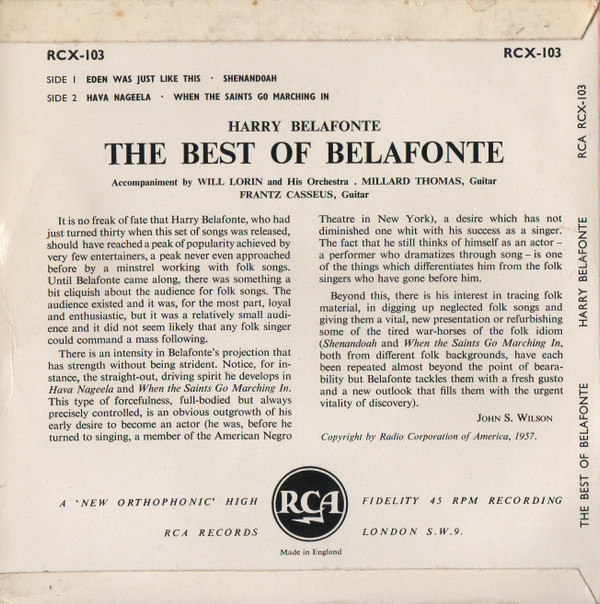 RCX-103
RCX-103
SIDE 1 EDEN WAS JUST LIKE THIS · SHENANDOAH
SIDE 2 HAVA NAGEELA · WHEN THE SAINTS GO MARCHING IN
HARRY BELAFONTE
THE BEST OF BELAFONTE
Accompaniment by WILL LORIN and His Orchestra . MILLARD THOMAS, Guitar
FRANTZ CASSEUS, Guitar
It is no freak of fate that Harry Belafonte, who had
just turned thirty when this set of songs was released,
should have reached a peak of popularity achieved by
very few entertainers, a peak never even approached
before by a minstrel working with folk songs.
Until Belafonte came along, there was something a
bit cliquish about the audience for folk songs. The
audience existed and it was, for the most part, loyal
and enthusiastic, but it was a relatively small audi-
ence and it did not seem likely that any folk singer
could command a mass following.
There is an intensity in Belafonte's projection that
has strength without being strident. Notice, for in-
stance, the straight-out, driving spirit he develops in
Hava Nageela and When the Saints Go Marching In.
This type of forcefulness, full-bodied but always
precisely controlled, is an obvious outgrowth of his
early desire to become an actor (he was, before he
turned to singing, a member of the American Negro
Theatre in New York), a desire which has not
diminished one whit with his success as a singer.
The fact that he still thinks of himself as an actor –
a performer who dramatizes through song – is one
of the things which differentiates him from the folk
singers who have gone before him.
Beyond this, there is his interest in tracing folk
material, in digging up neglected folk songs and
giving them a vital, new presentation or refurbishing
some of the tired war-horses of the folk idiom
(Shenandoah and When the Saints Go Marching In,
both from different folk backgrounds, have each
been repeated almost beyond the point of beara-
bility but Belafonte tackles them with a fresh gusto
and a new outlook that fills them with the urgent
vitality of discovery).
JOHN S. WILSON
Copyright by Radio Corporation of America, 1957.
A 'NEW ORTHOPHONIC' HIGH FIDELITY 45 RPM RECORDING
RCA
RCA RECORDS LONDON S.W.9.
Made in England
RCA RCX-103
HARRY BELAFONTE
THE BEST OF BELAFONTE